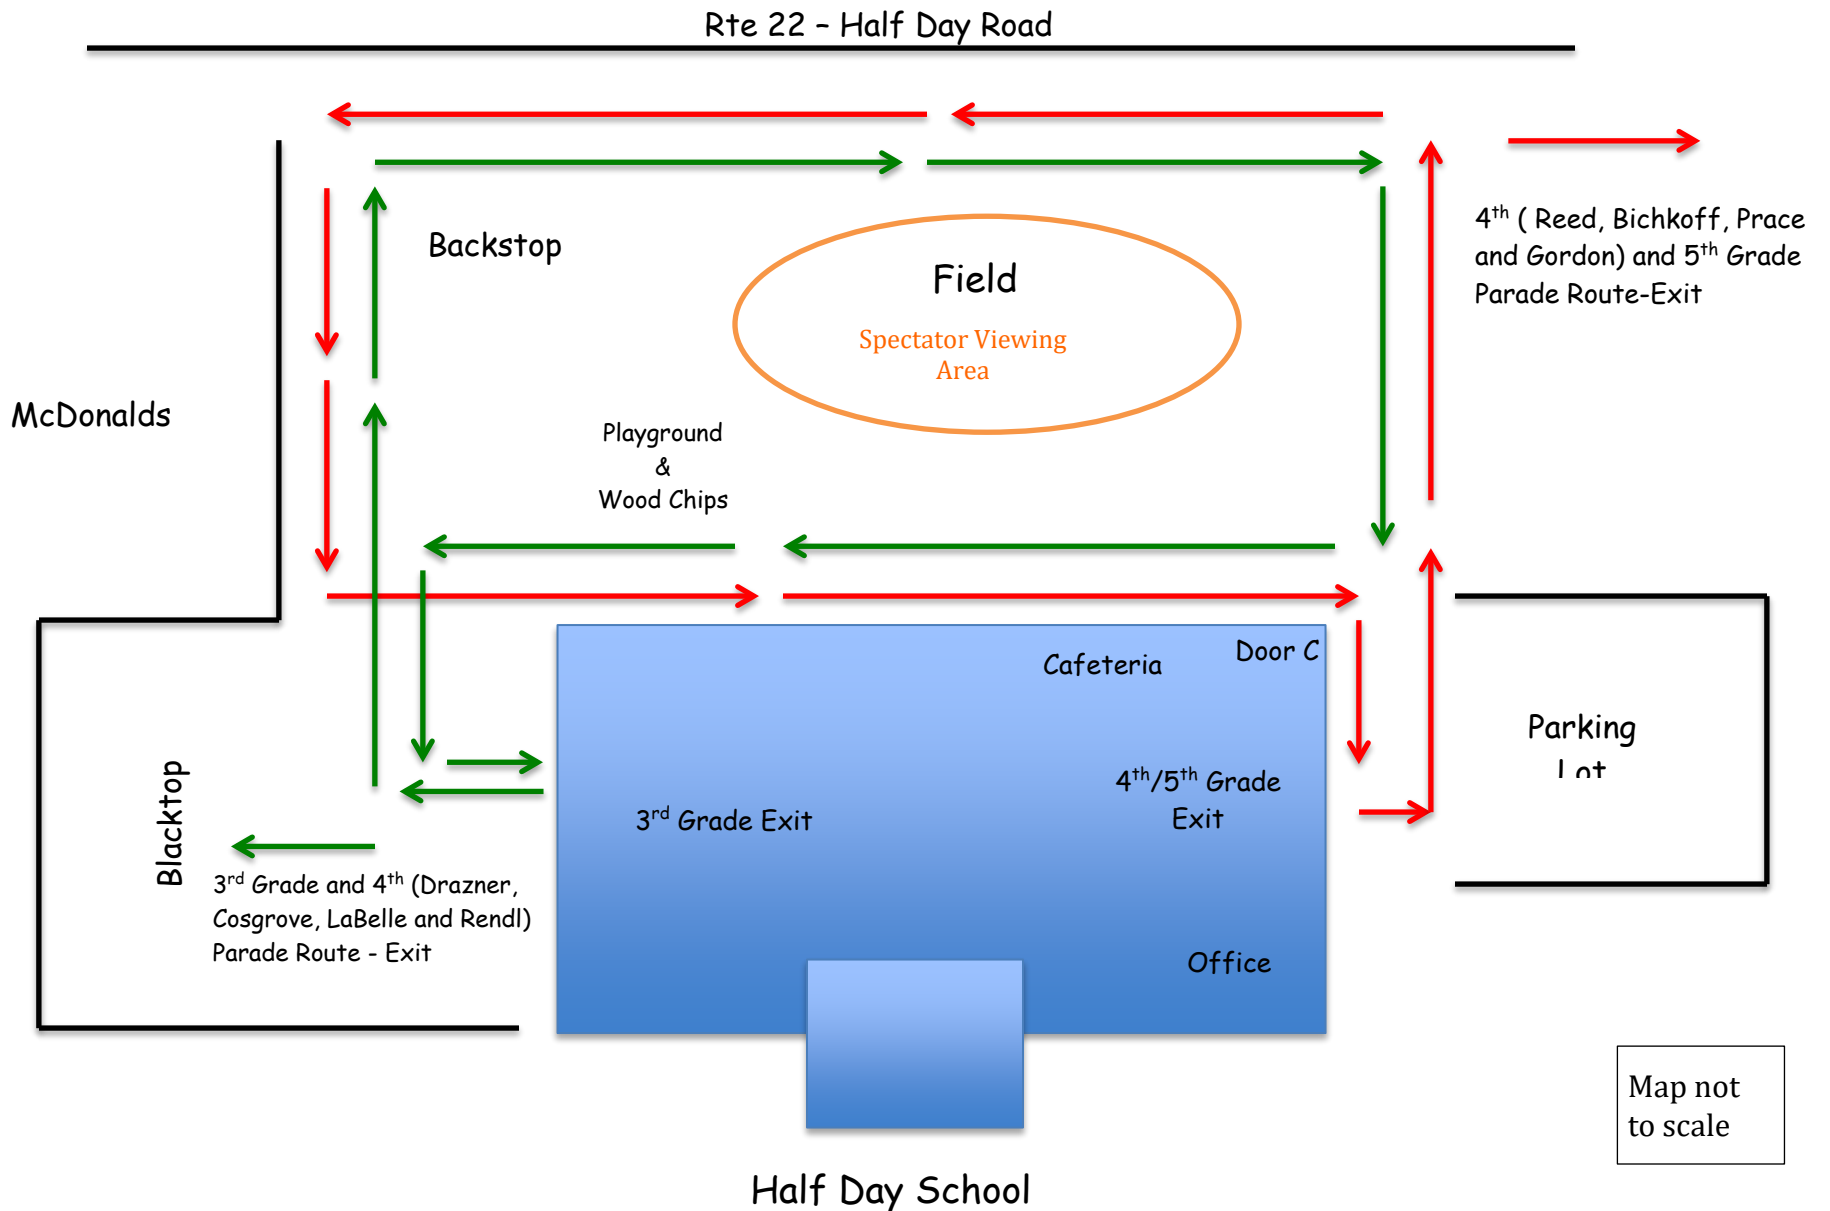 Rte 22 – Half Day Road
4th ( Reed, Bichkoff, Prace
and Gordon) and 5th Grade
Parade Route-Exit
Backstop
Field
Spectator Viewing
Area
McDonalds
Playground
&
Wood Chips
Door C
Cafeteria
Parking
Lot
4th/5th Grade
Exit
3rd Grade Exit
Blacktop
3rd Grade and 4th (Drazner,
Cosgrove, LaBelle and Rendl)
Parade Route - Exit
Office
Map not
to scale
Half Day School